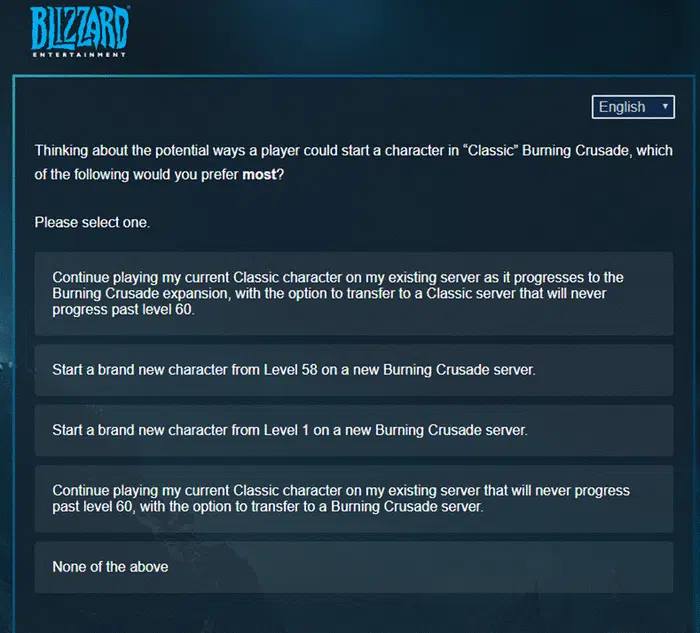 BLIZZARD
ENTERTAINMENT
English
Thinking about the potential ways a player could start a character in “Classic” Burning Crusade, which
of the following would you prefer most?
Please select one.
Continue playing my current Classic character on my existing server as it progresses to the
Burning Crusade expansion, with the option to transfer to a Classic server that will never
progress past level 60.
Start a brand new character from Level 58 on a new Burning Crusade server.
Start a brand new character from Level 1 on a new Burning Crusade server.
Continue playing my current Classic character on my existing server that will never progress
past level 60, with the option to transfer to a Burning Crusade server.
None of the above